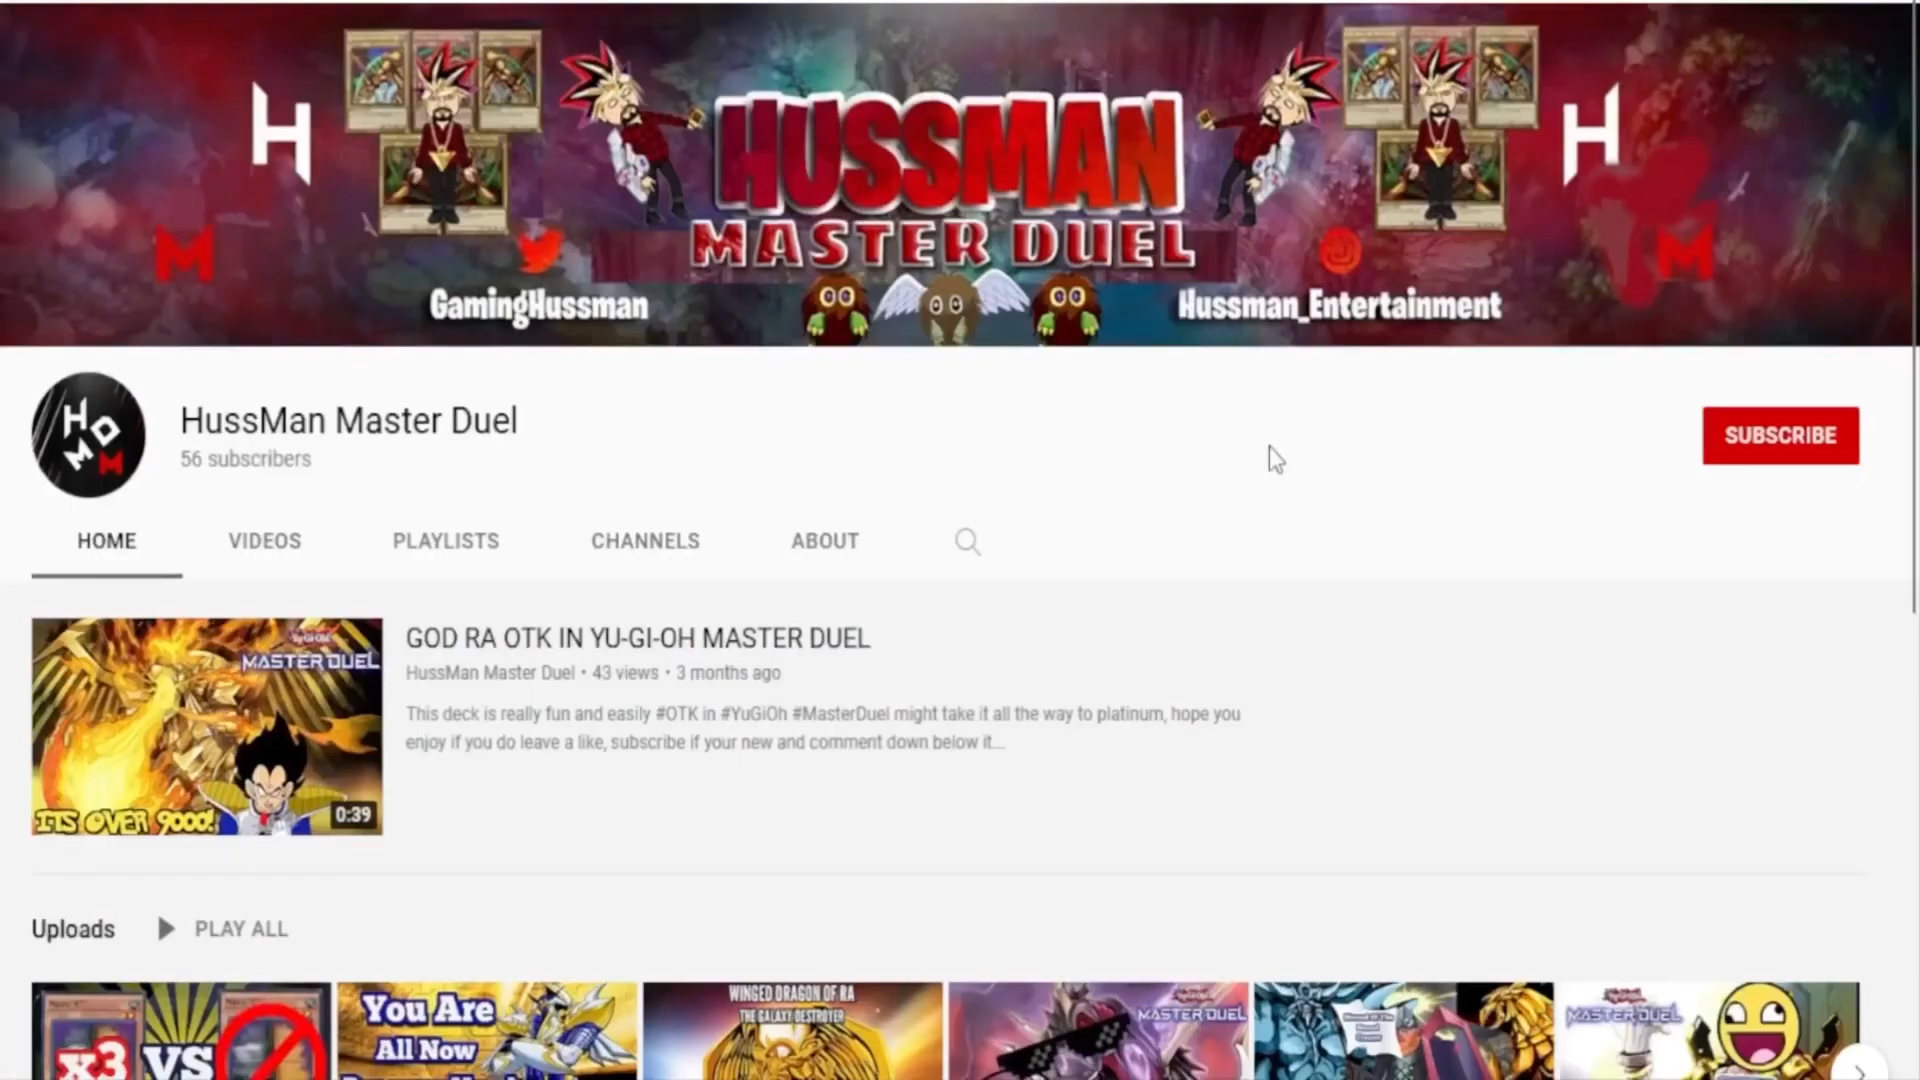 H
HUSSMAN
H
M
MASTER DUEL
M
GamingHussman
Hussman_Entertainment
H D
M M
HussMan Master Duel
56 subscribers
SUBSCRIBE
HOME
VIDEOS
PLAYLISTS
CHANNELS
ABOUT
Yu-Gi-Oh!
MASTER DUEL
ITS OVER 9000!
0:39
GOD RA OTK IN YU-GI-OH MASTER DUEL
HussMan Master Duel • 43 views • 3 months ago
This deck is really fun and easily #OTK in #YuGiOh #MasterDuel might take it all the way to platinum, hope you
enjoy if you do leave a like, subscribe if your new and comment down below it...
Uploads
PLAY ALL
x3 VS
You Are
All Now
WINGED DRAGON OF RA
THE GALAXY DESTROYER
MASTER DUEL
MASTER DUEL